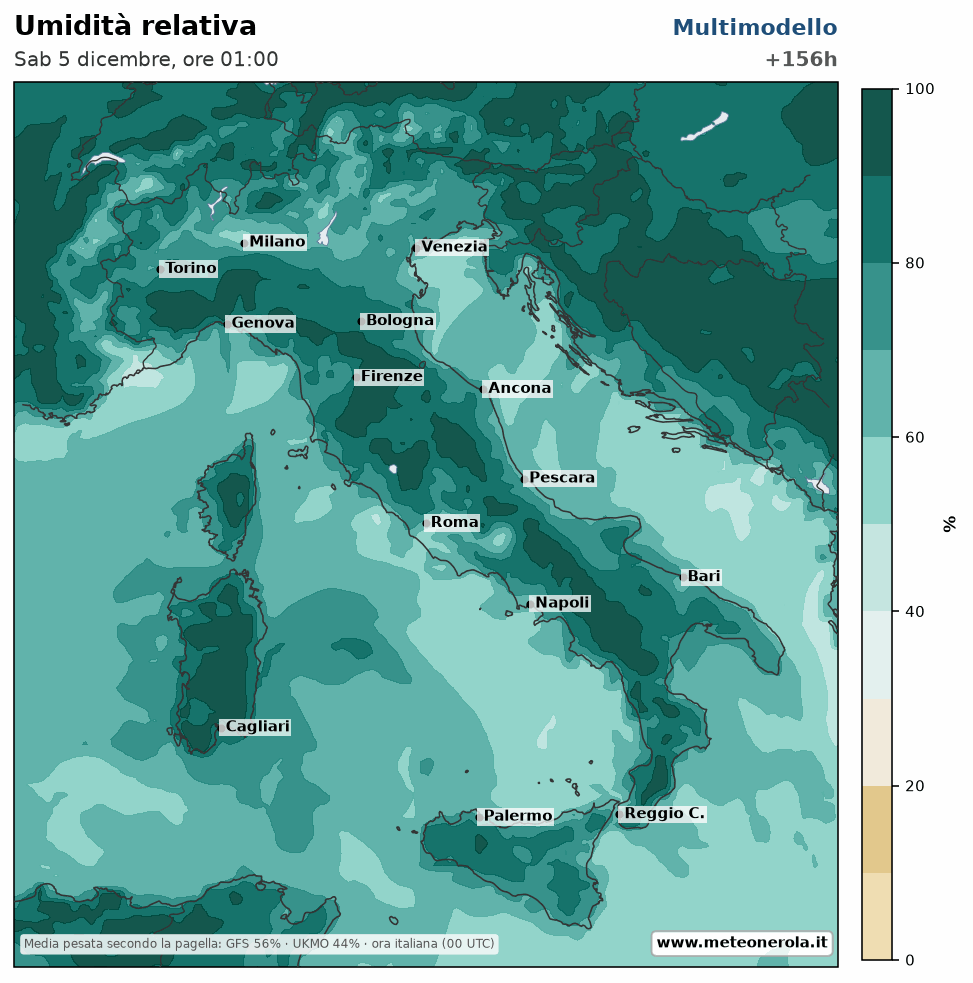 Umidità relativa
Multimodello
Sab 5 dicembre, ore 01:00
+156h
100
80
60
40
20
0
%
Milano
Venezia
Torino
Genova
Bologna
Firenze
Ancona
Pescara
Roma
Bari
Napoli
Cagliari
Palermo
Reggio C.
Media pesata secondo la pagella: GFS 56% · UKMO 44% · ora italiana (00 UTC)
www.meteonerola.it